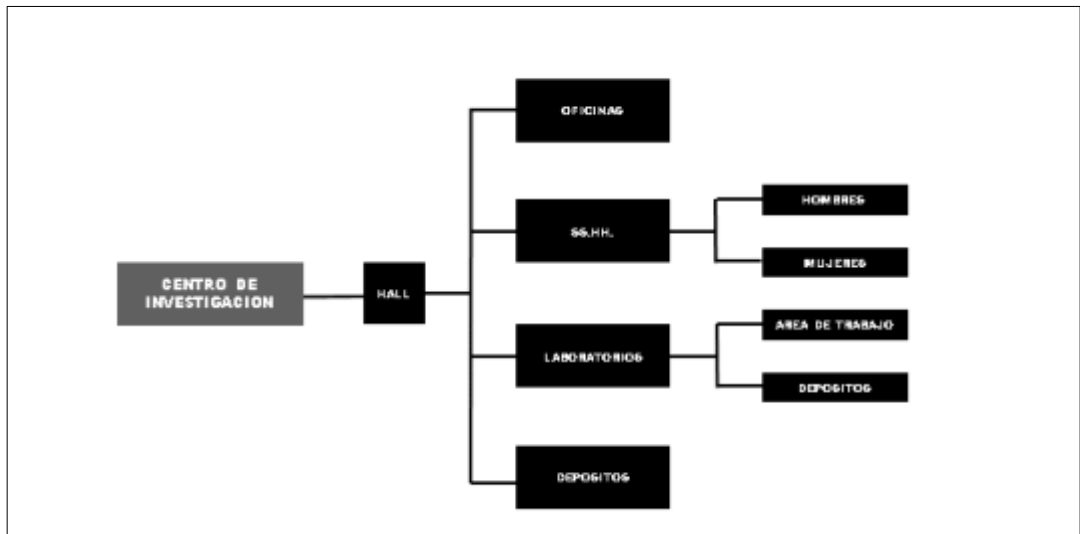 CENTRO DE
INVESTIGACION
HALL
OFICINAS
SS.HH.
HOMBRES
MUJERES
LABORATORIOS
AREA DE TRABAJO
DEPOSITOS
DEPOSITOS